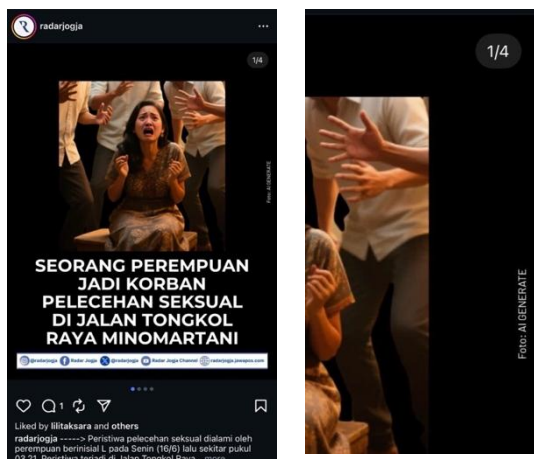 radarjogja
1/4
Foto: AI GENERATE
SEORANG PEREMPUAN
JADI KORBAN
PELECEHAN SEKSUAL
DI JALAN TONGKOL
RAYA MINOMARTANI
@radarjogja Radar Jogja @radarjogja Radar Jogja Channel radarjogja.jawapos.com
1
Liked by lilitaksara and others
radarjogja -----> Peristiwa pelecehan seksual dialami oleh
perempuan berinisial L pada Senin (16/6) lalu sekitar pukul
03.21. Peristiwa terjadi di Jalan Tongkol Raya... more
1/4
Foto: AI GENERATE